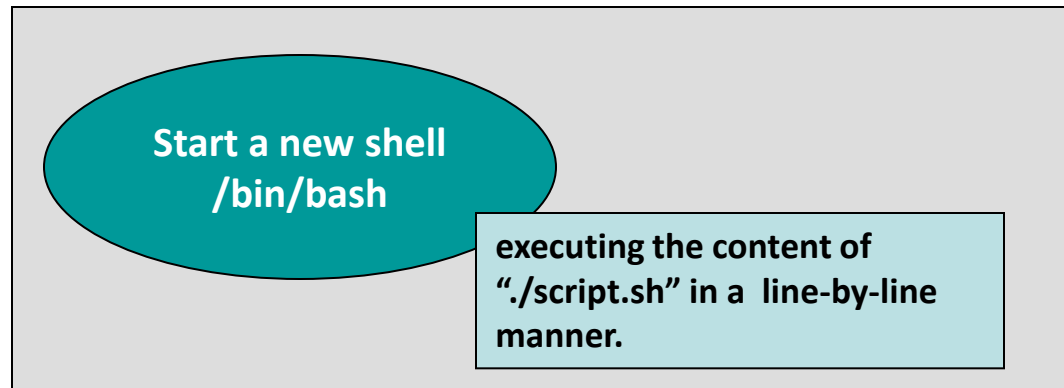 Start a new shell
/bin/bash
executing the content of
“./script.sh” in a  line-by-line
manner.